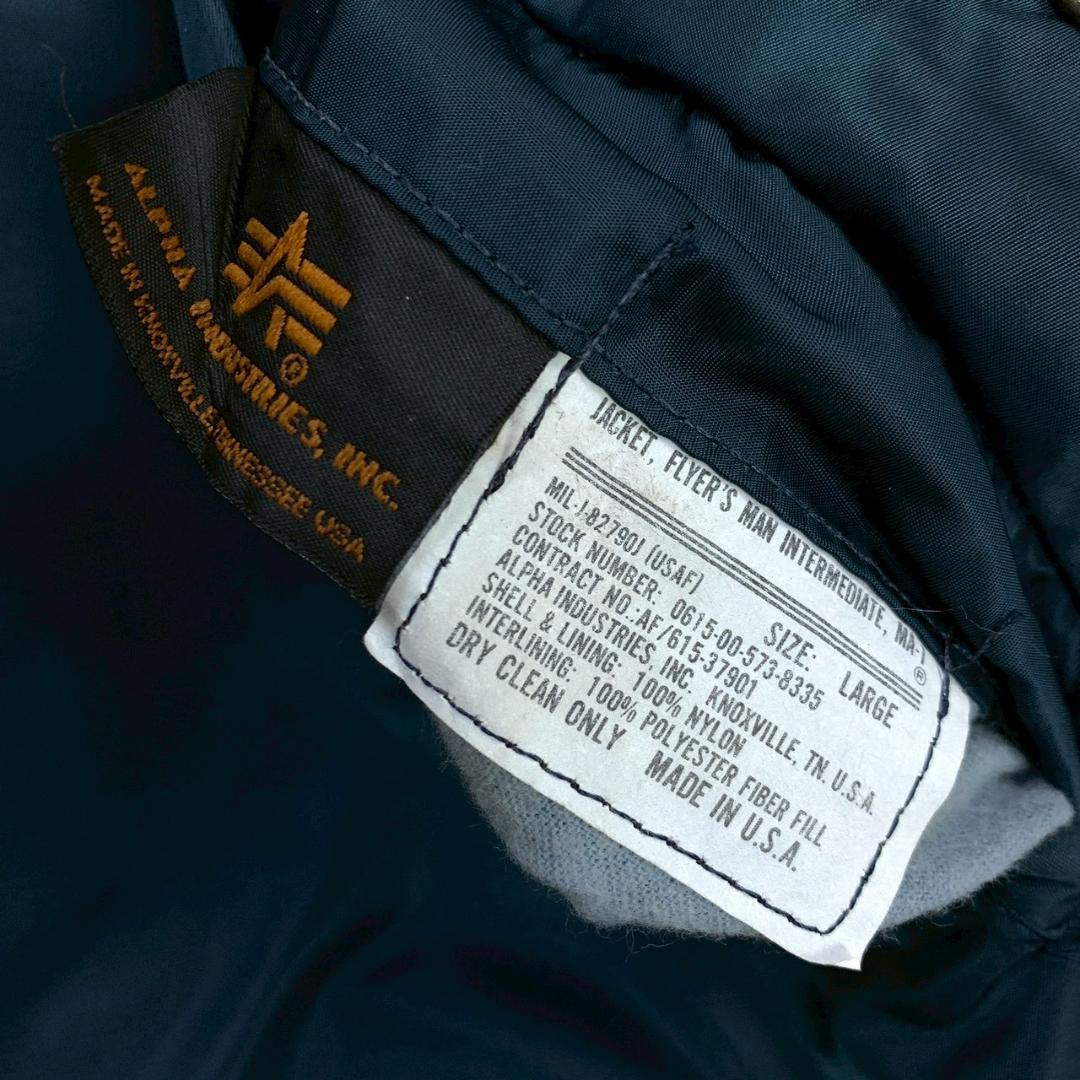 ALPHA INDUSTRIES, INC.
MADE IN KNOXVILLE, TENNESSEE USA
®
JACKET, FLYER'S MAN INTERMEDIATE, MA-1
®
MIL-J-82790J (USAF)
SIZE: LARGE
STOCK NUMBER. 0615-00-573-8335
CONTRACT NO.AF/615-37901
ALPHA INDUSTRIES, INC. KNOXVILLE, TN. U.S.A.
SHELL & LINING: 100% NYLON
INTERLINING: 100% POLYESTER FIBER FILL
DRY CLEAN ONLY
MADE IN U.S.A.